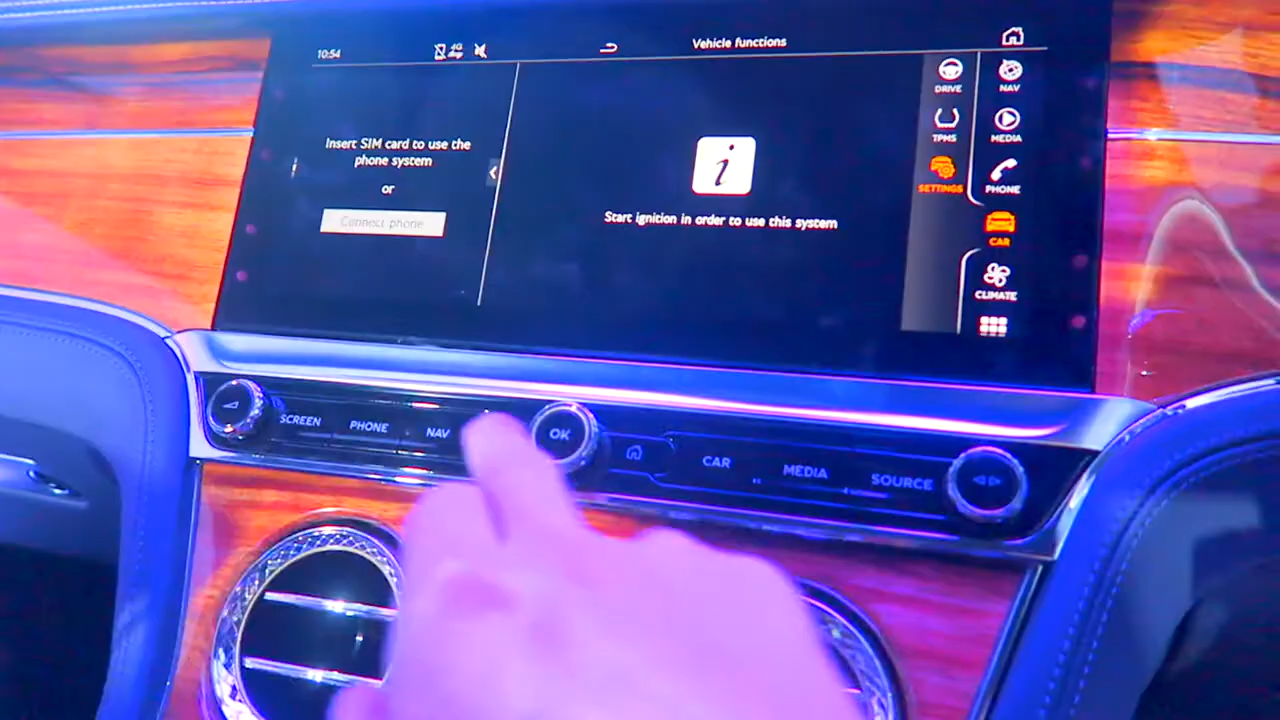 10:54
4G
Vehicle functions
Insert SIM card to use the
phone system
or
Connect phone
i
Start ignition in order to use this system
DRIVE
TPMS
SETTINGS
NAV
MEDIA
PHONE
CAR
CLIMATE
SCREEN
PHONE
NAV
OK
CAR
MEDIA
SOURCE